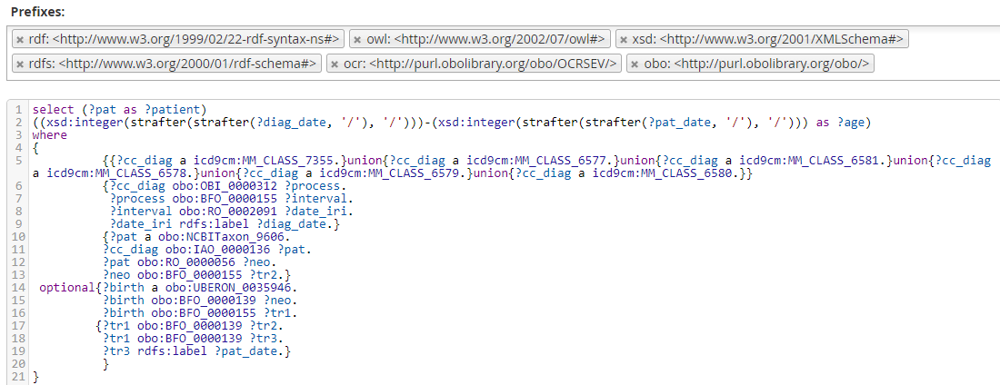 Prefixes:
× rdf: <http://www.w3.org/1999/02/22-rdf-syntax-ns#> × owl: <http://www.w3.org/2002/07/owl#> × xsd: <http://www.w3.org/2001/XMLSchema#>
× rdfs: <http://www.w3.org/2000/01/rdf-schema#> × ocr: <http://purl.obolibrary.org/obo/OCRSEV/> × obo: <http://purl.obolibrary.org/obo/>
1 select (?pat as ?patient)
2 ((xsd:integer(strafter(strafter(?diag_date, '/'), '/')))-(xsd:integer(strafter(strafter(?pat_date, '/'), '/'))) as ?age)
3 where
4 {
5 {{?cc_diag a icd9cm:MM_CLASS_7355.}union{?cc_diag a icd9cm:MM_CLASS_6577.}union{?cc_diag a icd9cm:MM_CLASS_6581.}union{?cc_diag
a icd9cm:MM_CLASS_6578.}union{?cc_diag a icd9cm:MM_CLASS_6579.}union{?cc_diag a icd9cm:MM_CLASS_6580.}}
6 {?cc_diag obo:OBI_0000312 ?process.
7 ?process obo:BFO_0000155 ?interval.
8 ?interval obo:RO_0002091 ?date_iri.
9 ?date_iri rdfs:label ?diag_date.}
10 {?pat a obo:NCBITaxon_9606.
11 ?cc_diag obo:IAO_0000136 ?pat.
12 ?pat obo:RO_0000056 ?neo.
13 ?neo obo:BFO_0000155 ?tr2.}
14 optional{?birth a obo:UBERON_0035946.
15 ?birth obo:BFO_0000139 ?neo.
16 ?birth obo:BFO_0000155 ?tr1.
17 {?tr1 obo:BFO_0000139 ?tr2.
18 ?tr1 obo:BFO_0000139 ?tr3.
19 ?tr3 rdfs:label ?pat_date.}
20 }
21 }